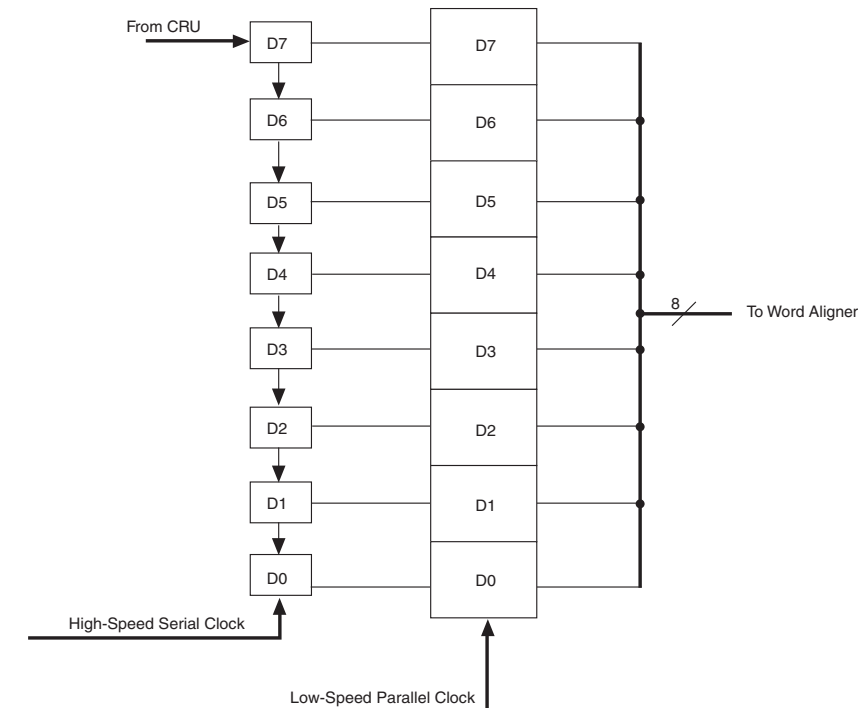 From CRU
D7
D7
D6
D6
D5
D5
D4
D4
8
To Word Aligner
D3
D3
D2
D2
D1
D1
D0
D0
High-Speed Serial Clock
Low-Speed Parallel Clock